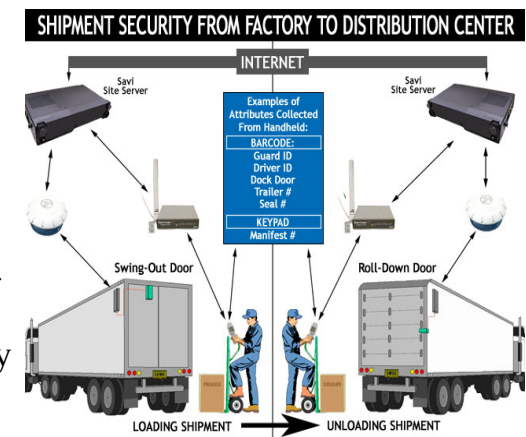 SHIPMENT SECURITY FROM FACTORY TO DISTRIBUTION CENTER
INTERNET
Savi
Site Server
Savi
Site Server
Examples of
Attributes Collected
From Handheld:
BARCODE:
Guard ID
Driver ID
Dock Door
Trailer #
Seal #
KEYPAD
Manifest #
Swing-Out Door
Roll-Down Door
y
LOADING SHIPMENT
UNLOADING SHIPMENT